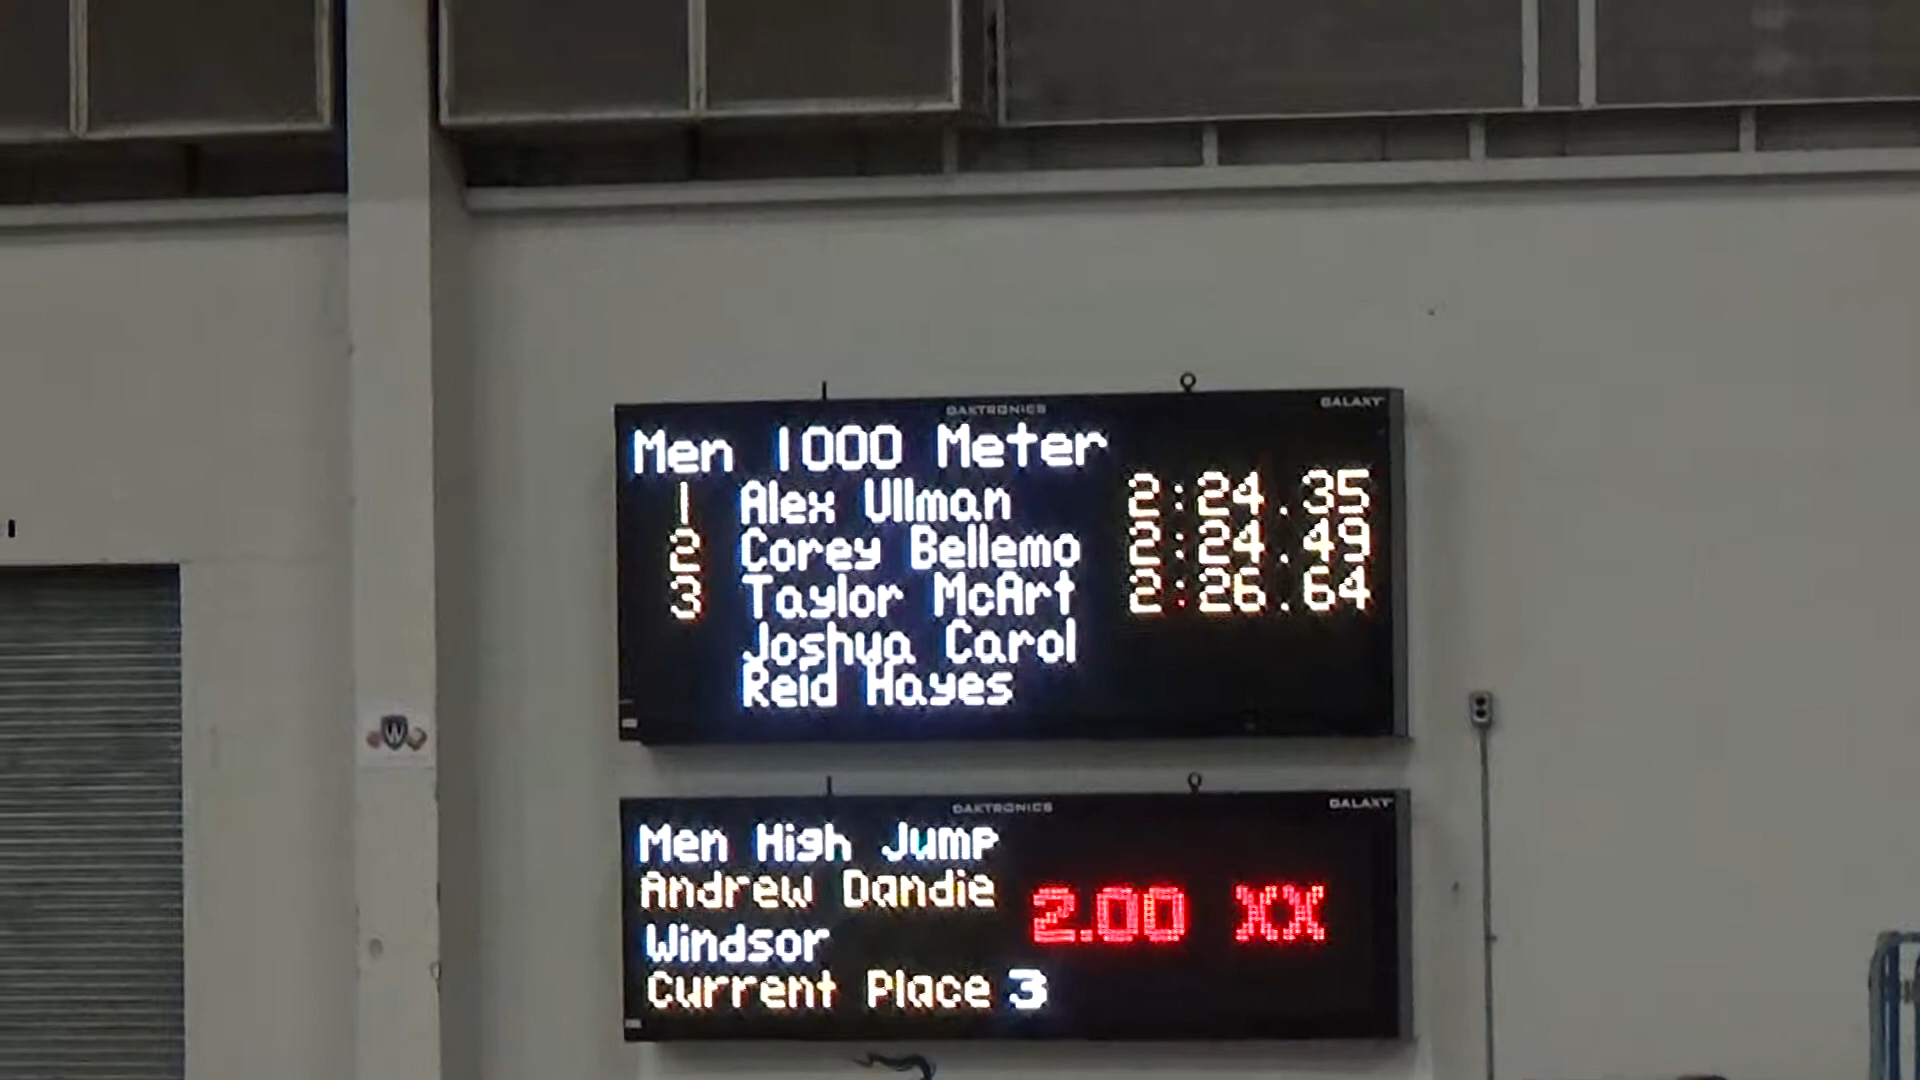 DAKTRONICS GALAXY
Men 1000 Meter
1 Alex Ullman 2:24.35
2 Corey Bellemo 2:24.49
3 Taylor McArt 2:26.64
Joshua Carol
Reid Hayes
W
DAKTRONICS GALAXY
Men High Jump
Andrew Dandie 2.00 XX
Windsor
Current Place 3